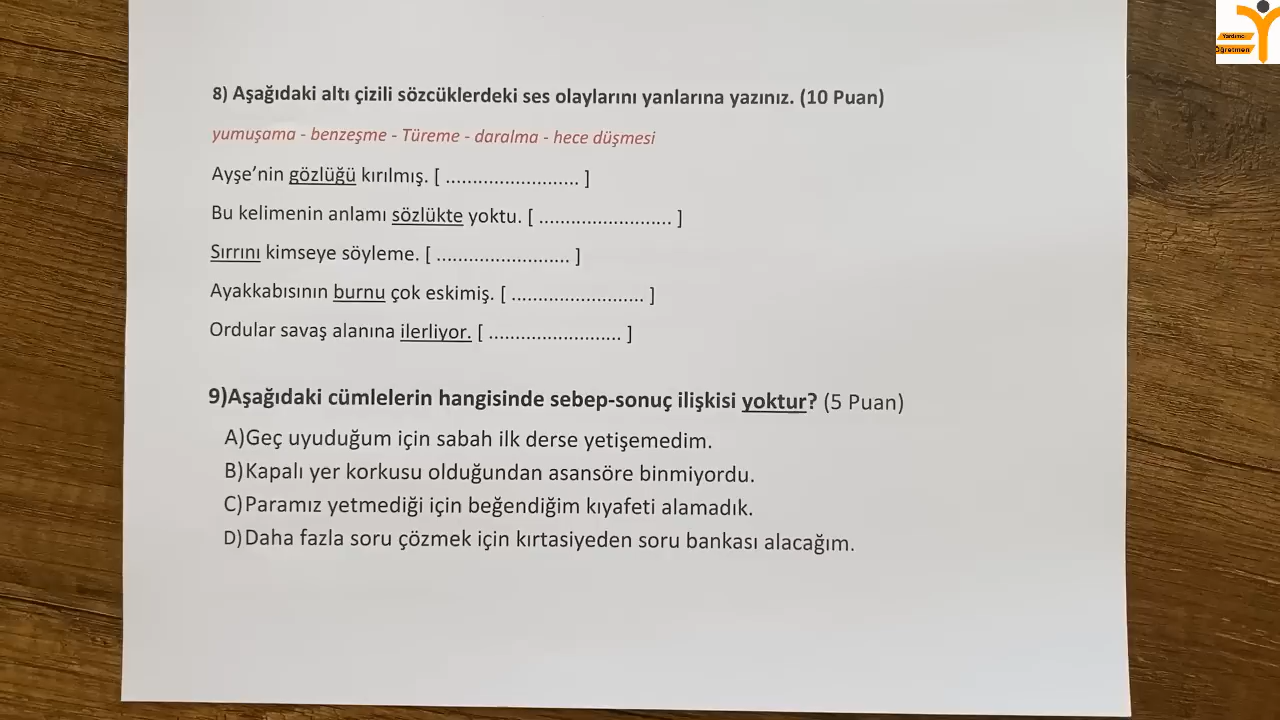 Yardımcı
Öğretmen
8) Aşağıdaki altı çizili sözcüklerdeki ses olaylarını yanlarına yazınız. (10 Puan)
yumuşama - benzeşme - Türeme - daralma - hece düşmesi
Ayşe’nin gözlüğü kırılmış. [ ......................... ]
Bu kelimenin anlamı sözlükte yoktu. [ ......................... ]
Sırrını kimseye söyleme. [ ......................... ]
Ayakkabısının burnu çok eskimiş. [ ......................... ]
Ordular savaş alanına ilerliyor. [ ......................... ]
9)Aşağıdaki cümlelerin hangisinde sebep-sonuç ilişkisi yoktur? (5 Puan)
A)Geç uyuduğum için sabah ilk derse yetişemedim.
B)Kapalı yer korkusu olduğundan asansöre binmiyordu.
C)Paramız yetmediği için beğendiğim kıyafeti alamadık.
D)Daha fazla soru çözmek için kırtasiyeden soru bankası alacağım.